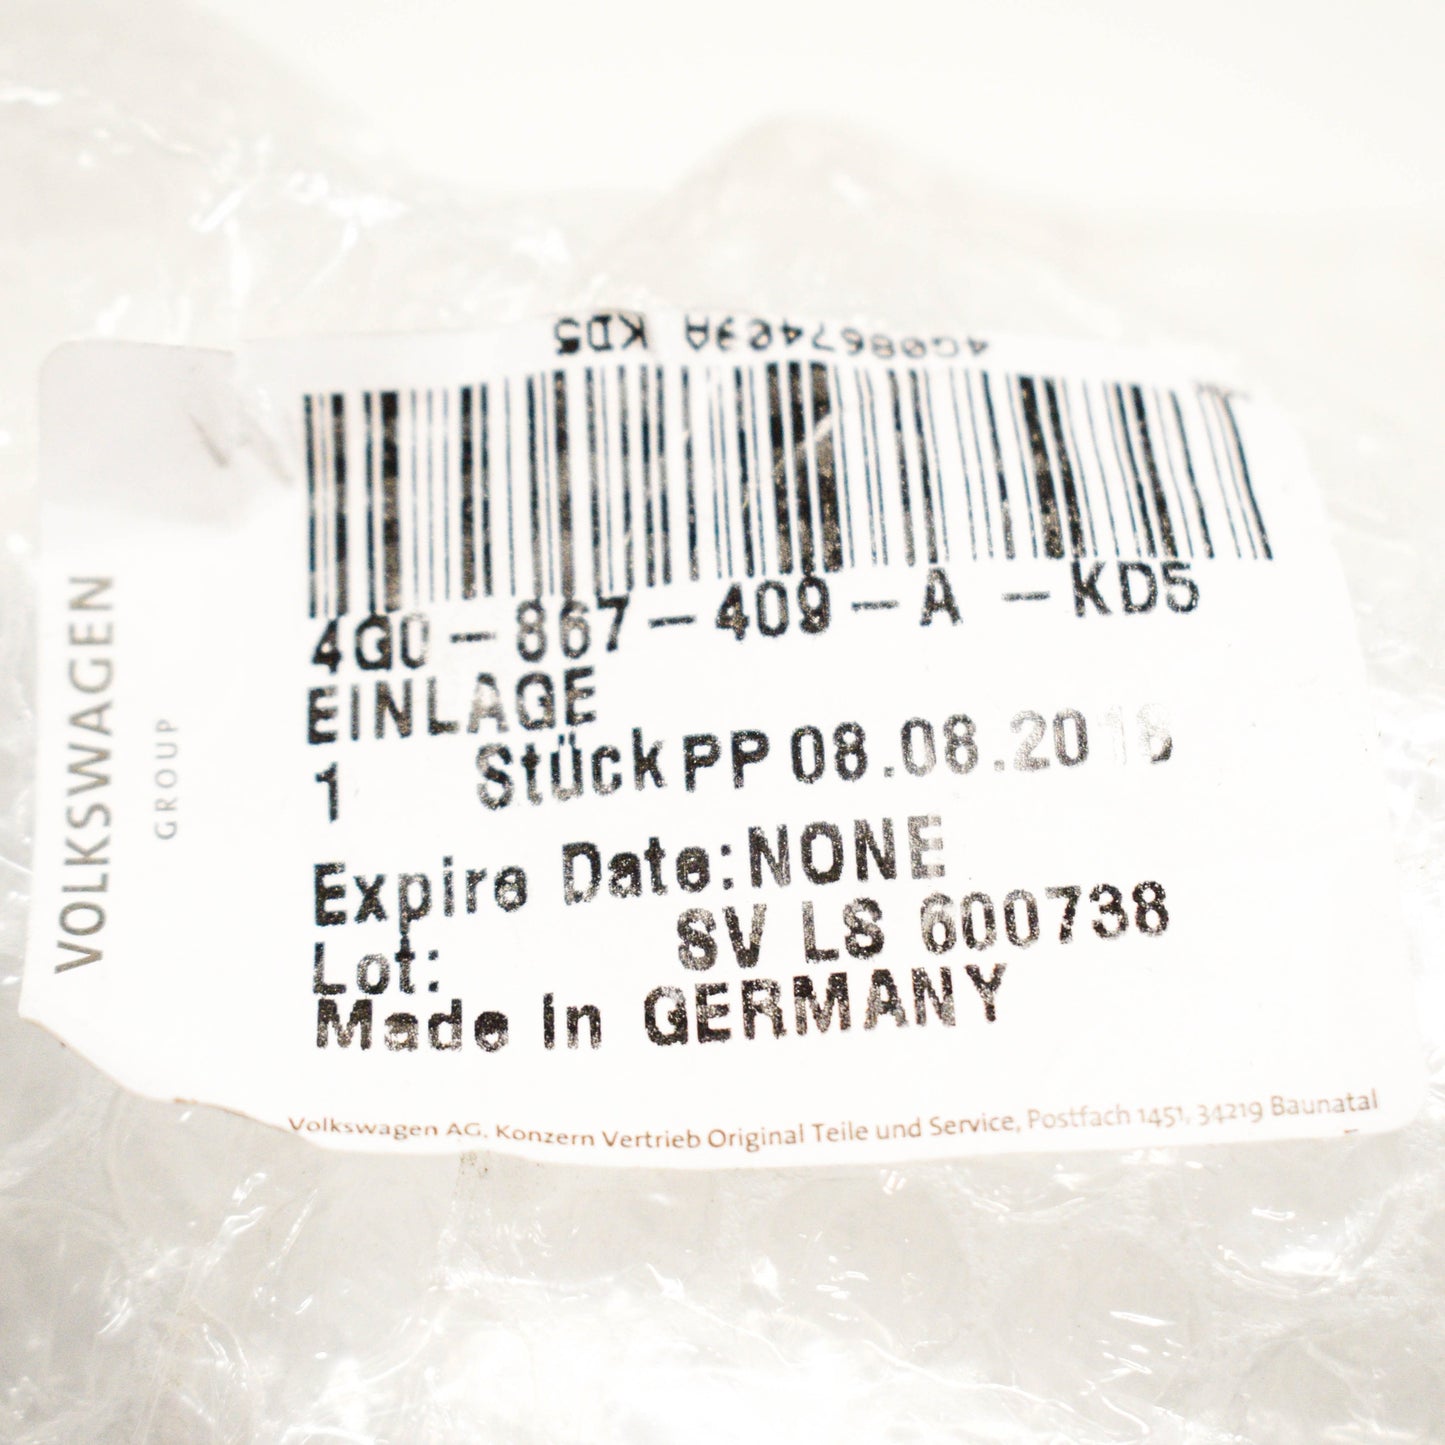 4G0867409A KD5
4G0-867-409-A -KD5
EINLAGE
1 Stück PP 08.08.2018
Expire Date:NONE
SV LS 600738
Lot:
Made in GERMANY
Volkswagen AG, Konzern Vertrieb Original Teile und Service, Postfach 1451, 34219 Baunatal
VOLKSWAGEN
GROUP